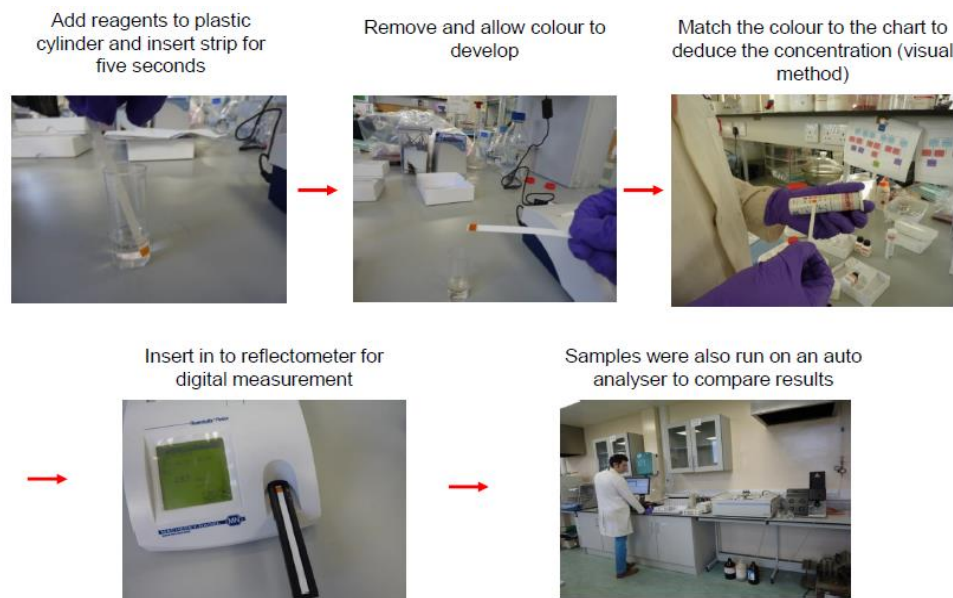 Add reagents to plastic
cylinder and insert strip for
five seconds
Remove and allow colour to
develop
Match the colour to the chart to
deduce the concentration (visual
method)
Insert in to reflectometer for
digital measurement
Samples were also run on an auto
analyser to compare results
MN